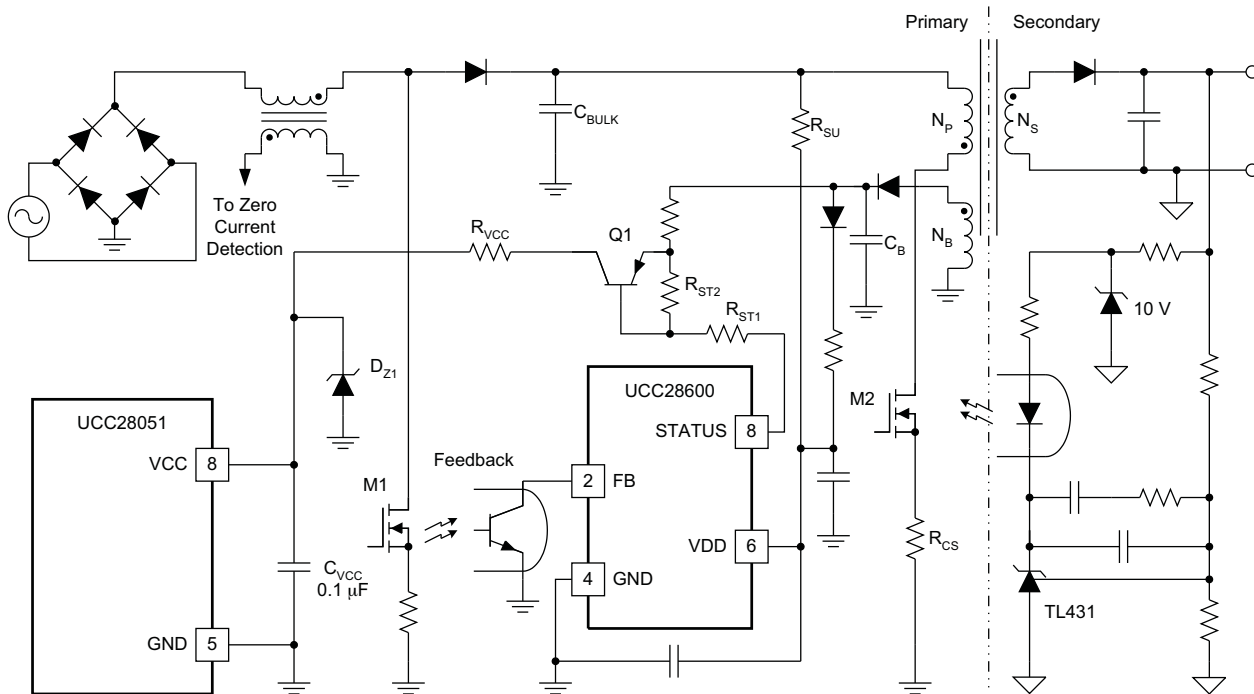 Primary
Secondary
C_BULK
R_SU
N_P
N_S
To Zero
Current
Detection
R_VCC
Q1
R_ST2
C_B
N_B
R_ST1
10 V
D_Z1
UCC28051
UCC28600
M2
STATUS
8
VCC
8
Feedback
M1
2
FB
VDD
6
R_CS
C_VCC
0.1 μF
4
GND
TL431
GND
5